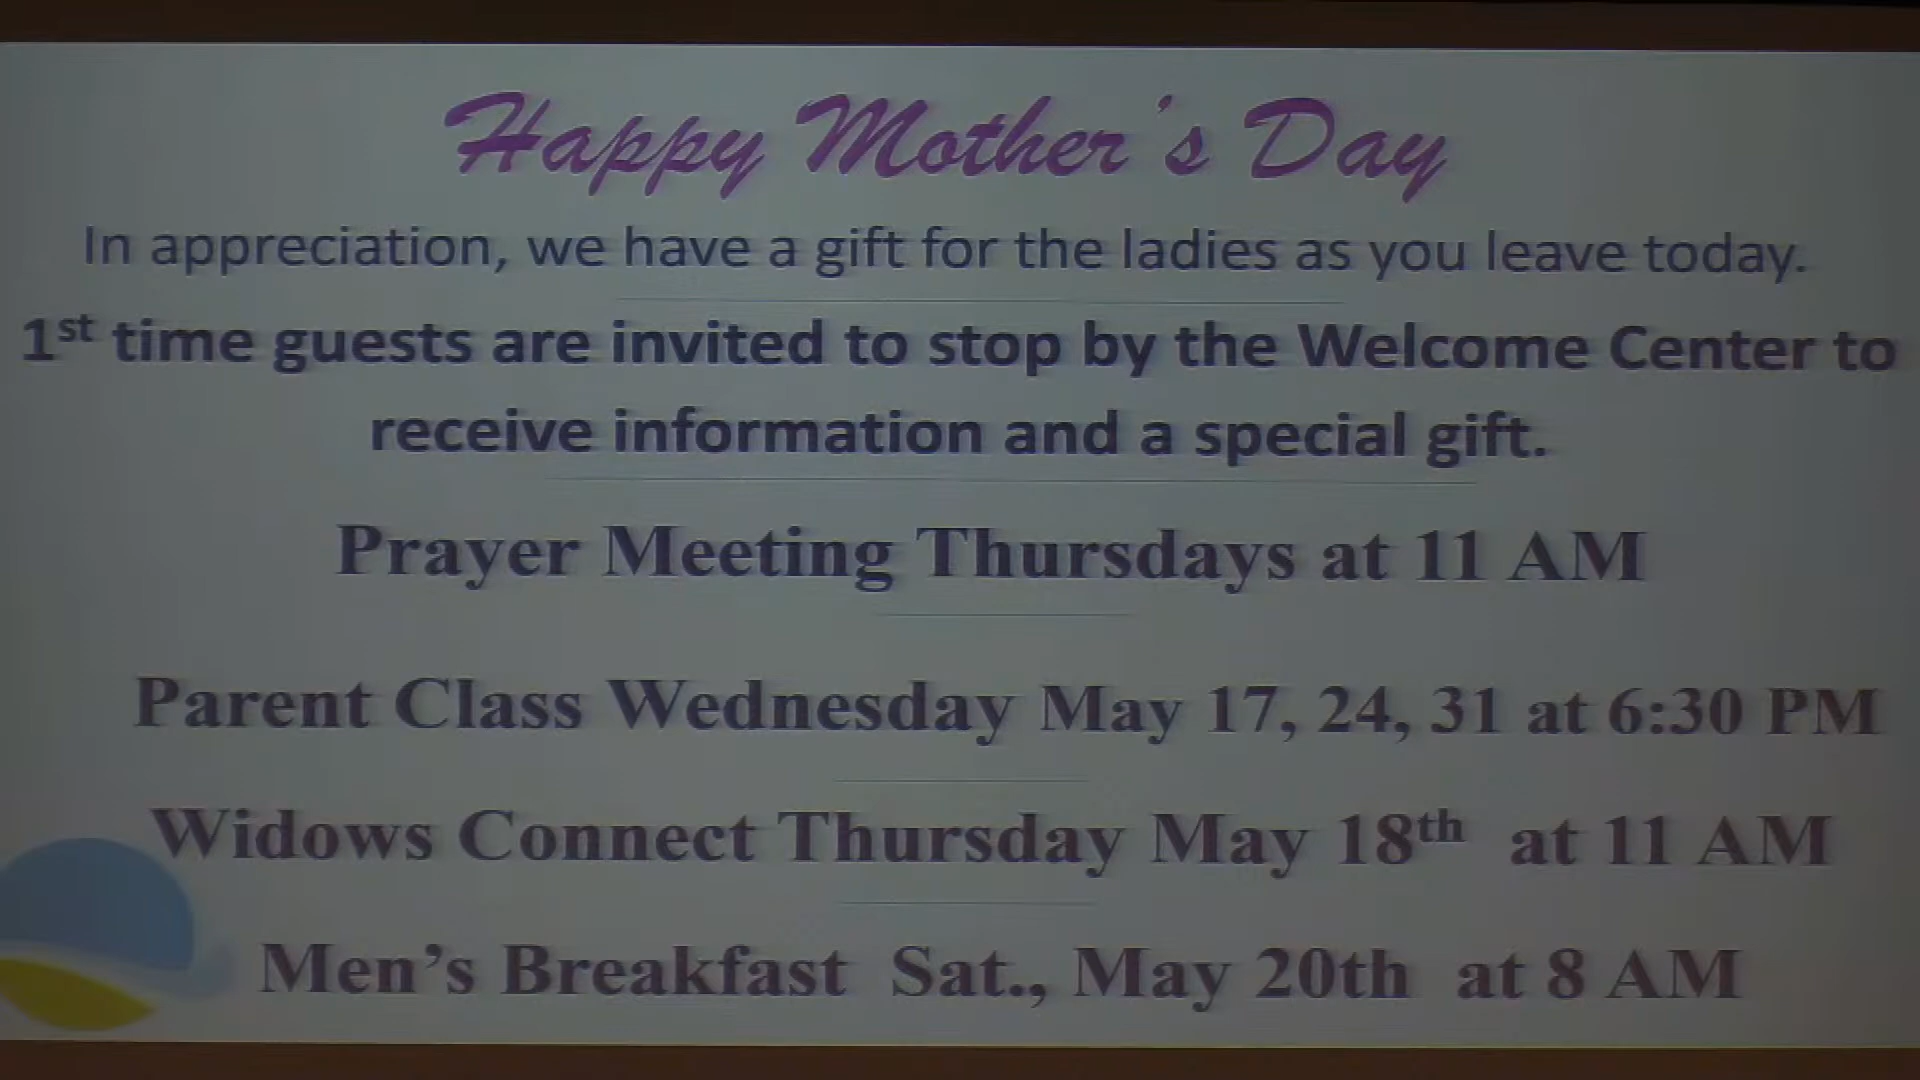 Happy Mother's Day
In appreciation, we have a gift for the ladies as you leave today.
1st time guests are invited to stop by the Welcome Center to
receive information and a special gift.
Prayer Meeting Thursdays at 11 AM
Parent Class Wednesday May 17, 24, 31 at 6:30 PM
Widows Connect Thursday May 18th at 11 AM
Men’s Breakfast Sat., May 20th at 8 AM